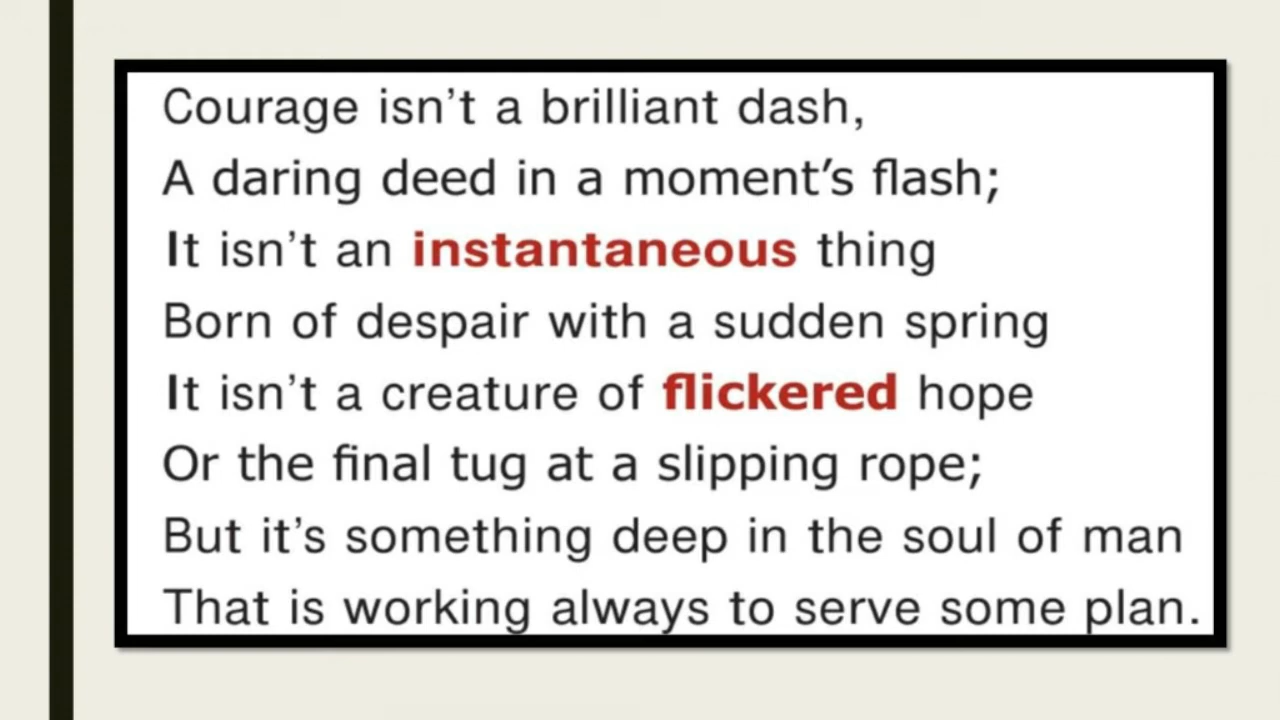 Courage isn’t a brilliant dash,
A daring deed in a moment’s flash;
It isn’t an instantaneous thing
Born of despair with a sudden spring
It isn’t a creature of flickered hope
Or the final tug at a slipping rope;
But it’s something deep in the soul of man
That is working always to serve some plan.